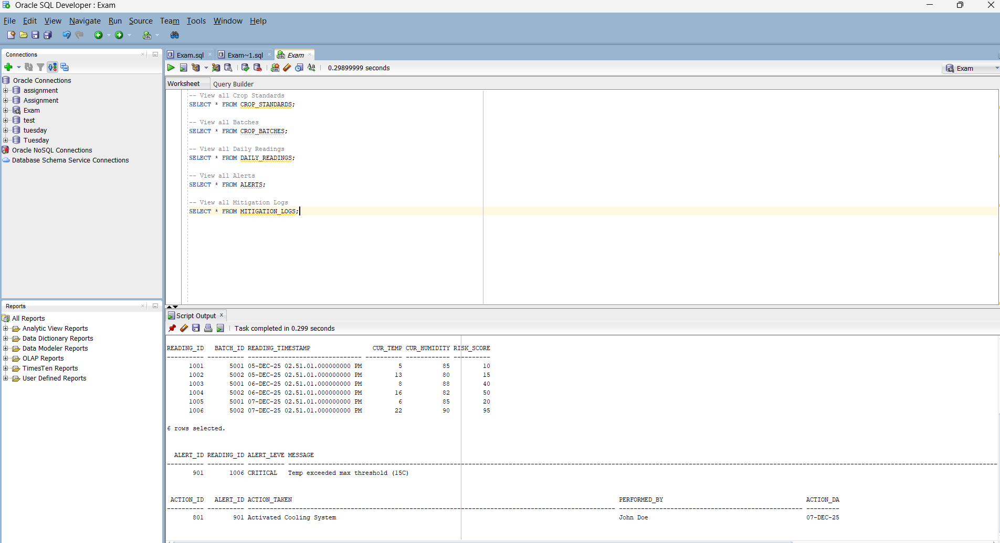 Oracle SQL Developer : Exam
File Edit View Navigate Run Source Team Tools Window Help
Connections
Oracle Connections
assignment
Assignment
Exam
test
tuesday
Tuesday
Oracle NoSQL Connections
Database Schema Service Connections
Reports
All Reports
Analytic View Reports
Data Dictionary Reports
Data Modeler Reports
OLAP Reports
TimesTen Reports
User Defined Reports
Exam.sql Exam~1.sql Exam
0.29899999 seconds
Exam
Worksheet Query Builder
-- View all Crop Standards
SELECT * FROM CROP_STANDARDS;
-- View all Batches
SELECT * FROM CROP_BATCHES;
-- View all Daily Readings
SELECT * FROM DAILY_READINGS;
-- View all Alerts
SELECT * FROM ALERTS;
-- View all Mitigation Logs
SELECT * FROM MITIGATION_LOGS;
Script Output
Task completed in 0.299 seconds
READING_ID BATCH_ID READING_TIMESTAMP CUR_TEMP CUR_HUMIDITY RISK_SCORE
1001 5001 05-DEC-25 02.51.01.000000000 PM 5 85 10
1002 5002 05-DEC-25 02.51.01.000000000 PM 13 80 15
1003 5001 06-DEC-25 02.51.01.000000000 PM 8 88 40
1004 5002 06-DEC-25 02.51.01.000000000 PM 16 82 50
1005 5001 07-DEC-25 02.51.01.000000000 PM 6 85 20
1006 5002 07-DEC-25 02.51.01.000000000 PM 22 90 95
6 rows selected.
ALERT_ID READING_ID ALERT_LEVE MESSAGE
901 1006 CRITICAL Temp exceeded max threshold (15C)
ACTION_ID ALERT_ID ACTION_TAKEN PERFORMED_BY ACTION_DA
801 901 Activated Cooling System John Doe 07-DEC-25